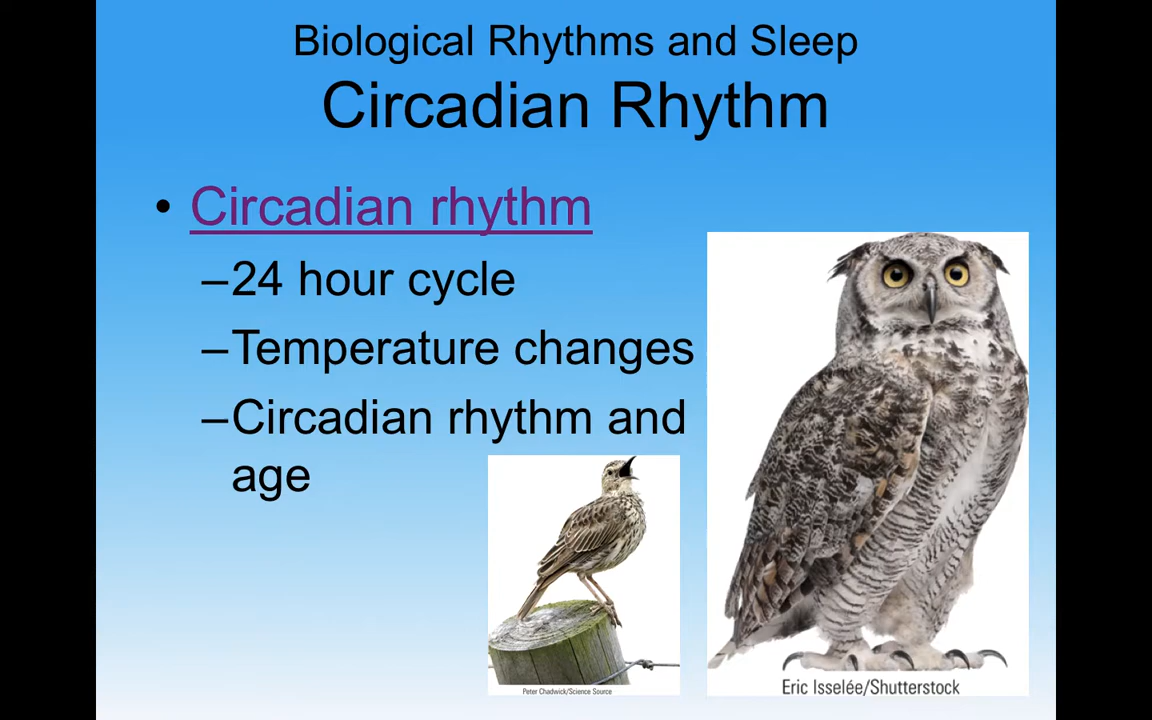 Biological Rhythms and Sleep
Circadian Rhythm
• Circadian rhythm
–24 hour cycle
–Temperature changes
–Circadian rhythm and
age
Peter Chadwick/Science Source
Eric Isselée/Shutterstock